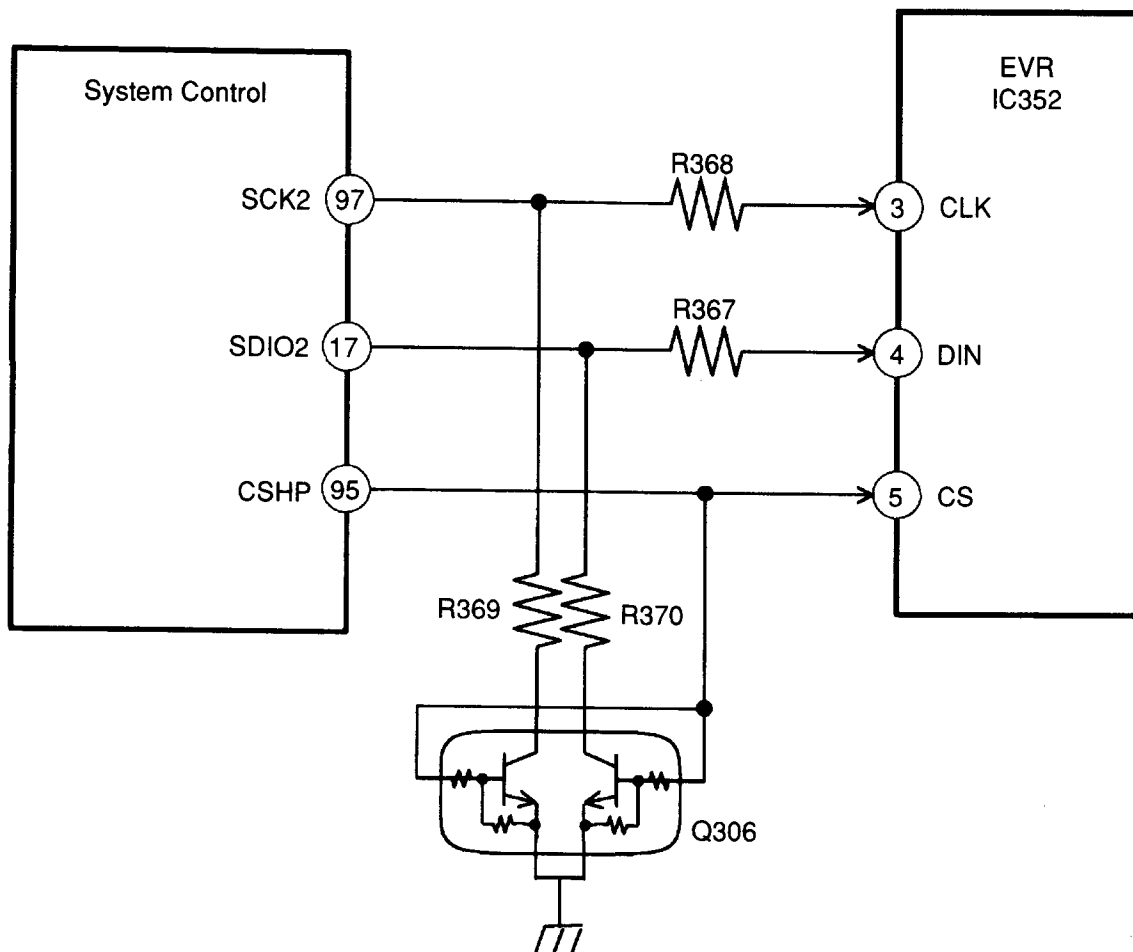 System Control
EVR
IC352
R368
SCK2 97
3 CLK
R367
SDIO2 17
4 DIN
CSHP 95
5 CS
R369
R370
Q306